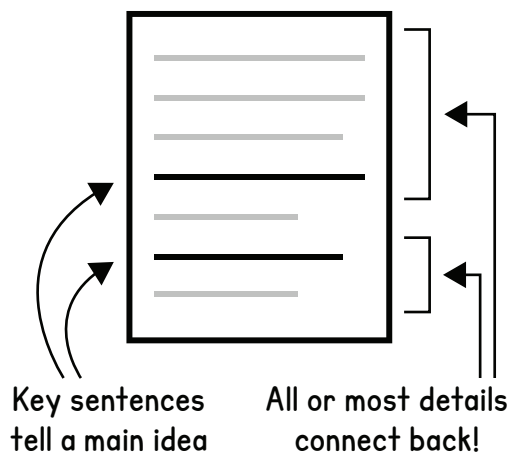 Key sentences
tell a main idea
All or most details
connect back!